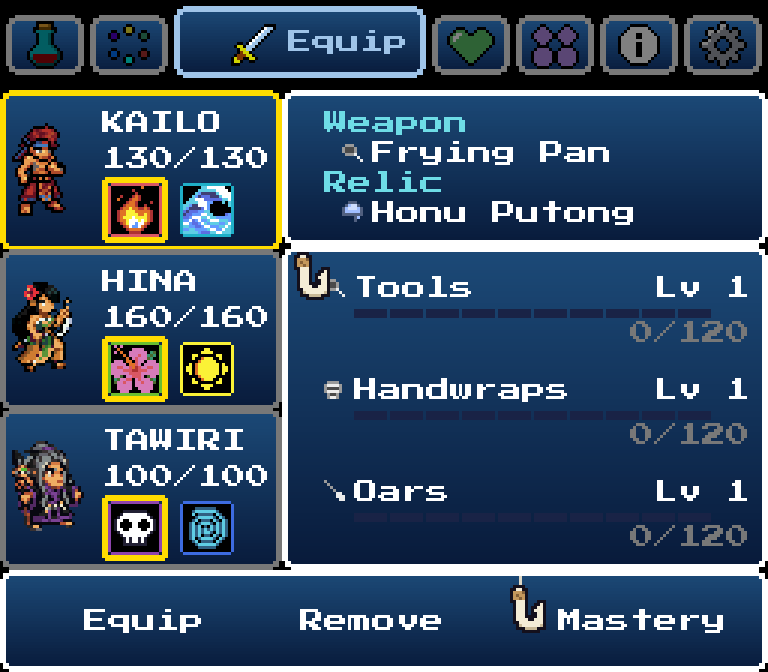 Equip
KAILO
130/130
HINA
160/160
TAWIRI
100/100
Weapon
Frying Pan
Relic
Honu Putong
Tools Lv 1
0/120
Handwraps Lv 1
0/120
Oars Lv 1
0/120
Equip Remove Mastery